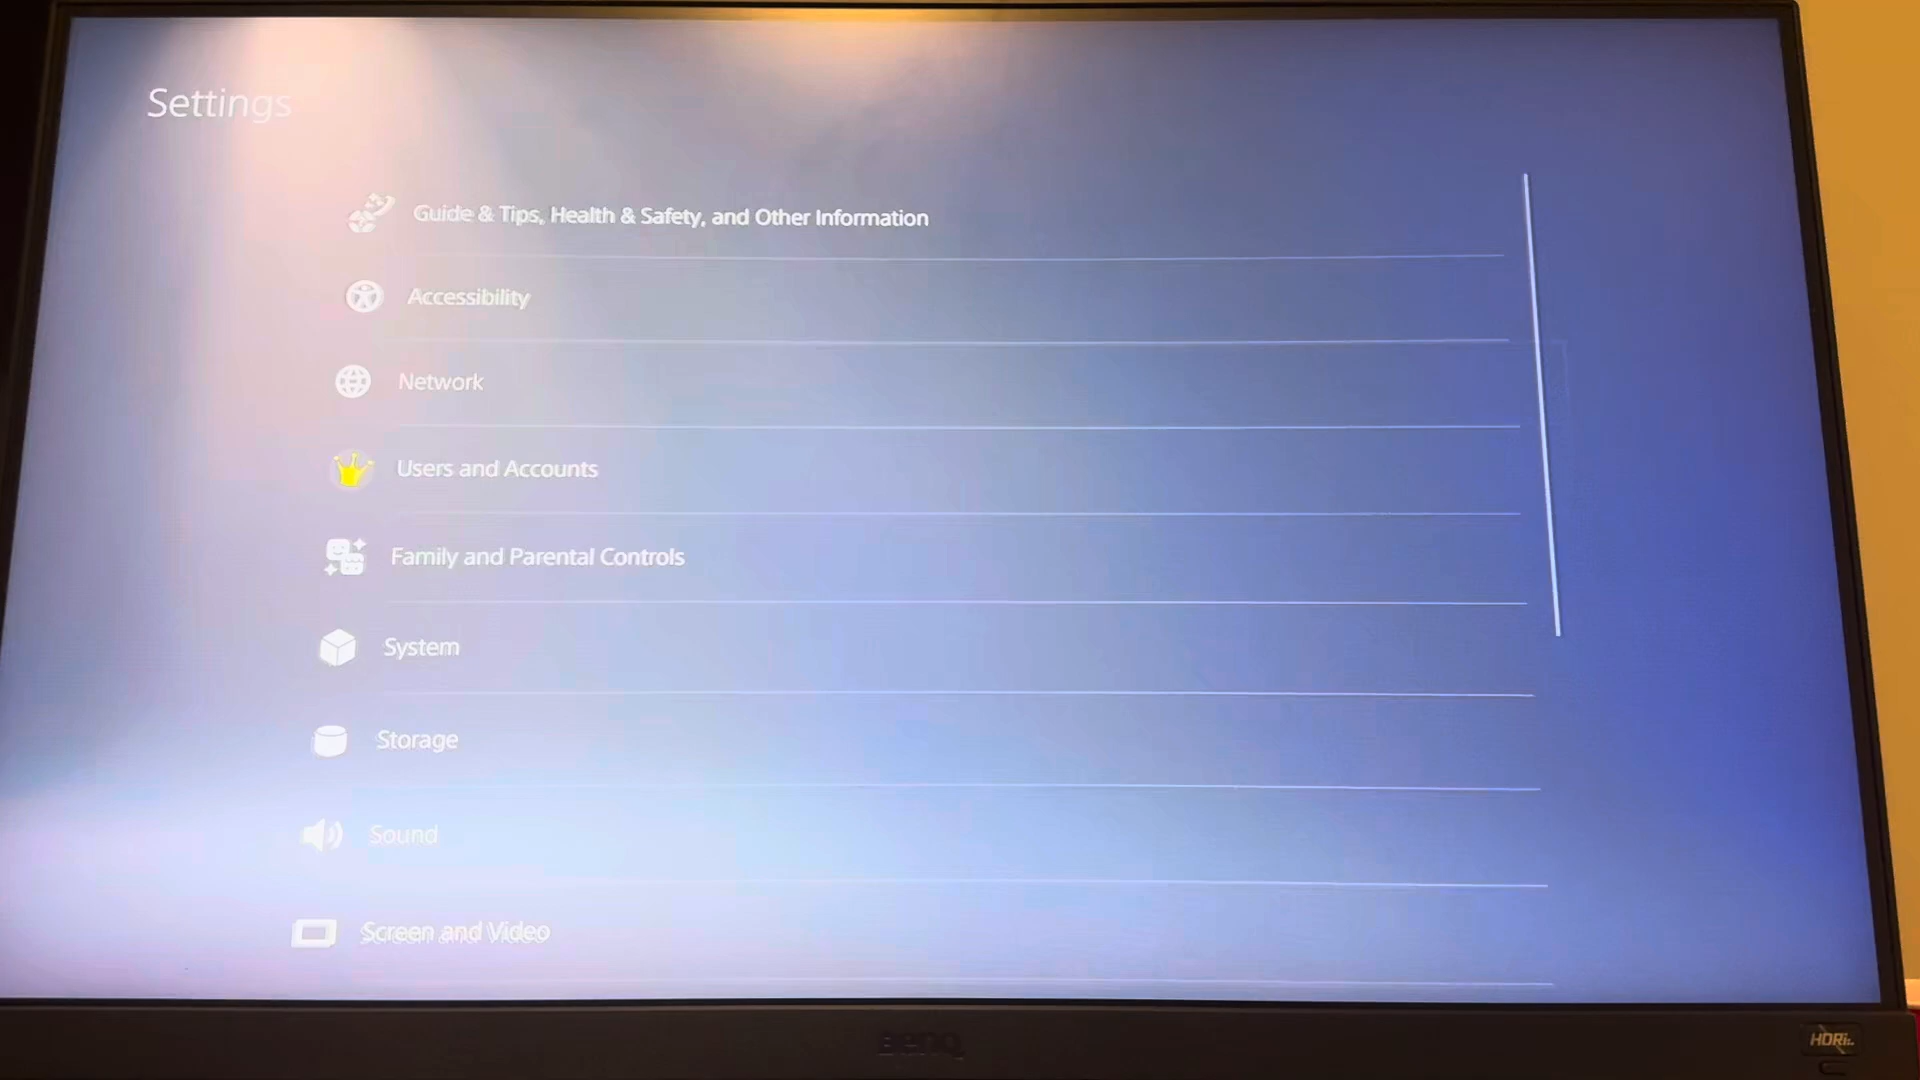 Settings
Guide & Tips, Health & Safety, and Other Information
Accessibility
Network
Users and Accounts
Family and Parental Controls
System
Storage
Sound
Screen and Video
BenQ
HDRi